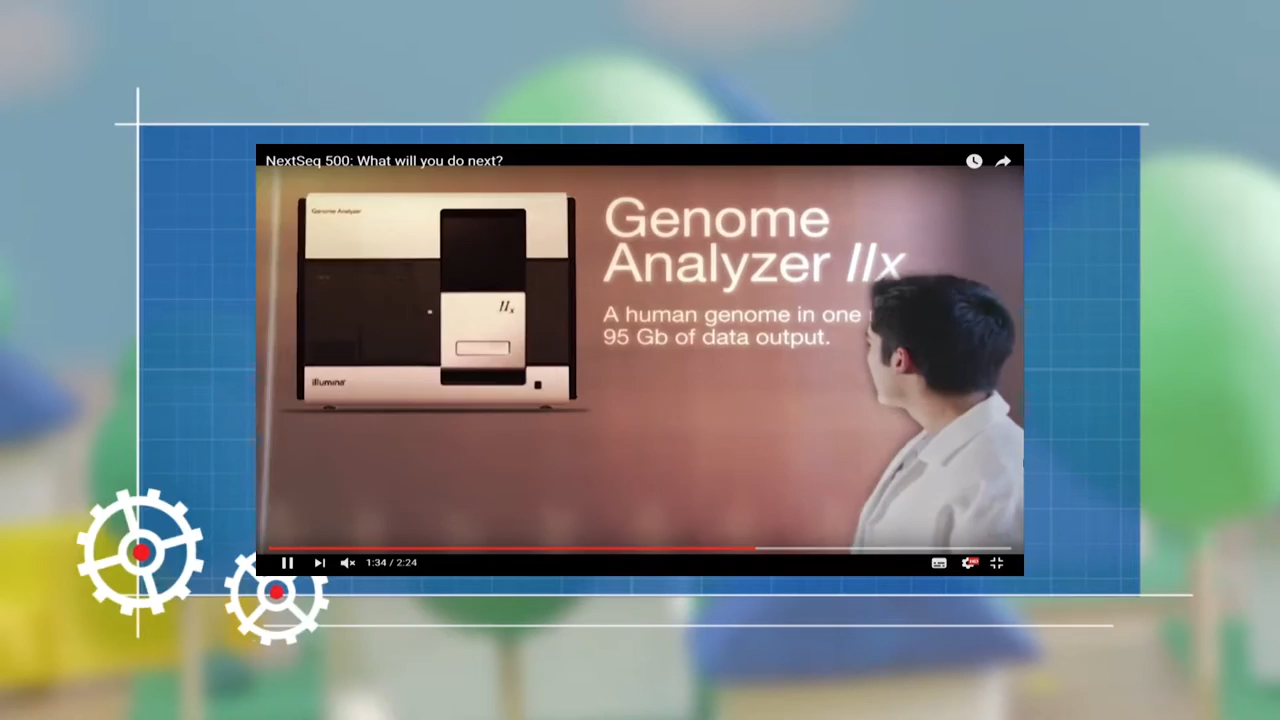 NextSeq 500: What will you do next?
Genome Analyzer
IIx
illumina
Genome
Analyzer IIx
A human genome in one
95 Gb of data output.
1:34 / 2:24
HD